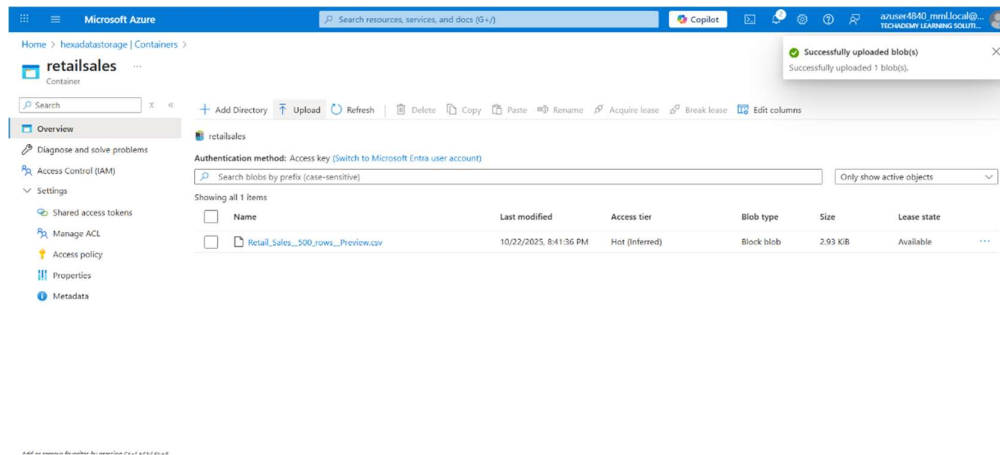 Microsoft Azure
Search resources, services, and docs (G+/)
Copilot
azuser4840_mml.local@...
TECHADEMY LEARNING SOLUTI...
Home > hexadatastorage | Containers >
Successfully uploaded blob(s)
Successfully uploaded 1 blob(s).
retailsales ...
Container
Search
Add Directory Upload Refresh Delete Copy Paste Rename Acquire lease Break lease Edit columns
Overview
Diagnose and solve problems
Access Control (IAM)
Settings
Shared access tokens
Manage ACL
Access policy
Properties
Metadata
retailsales
Authentication method: Access key (Switch to Microsoft Entra user account)
Search blobs by prefix (case-sensitive)
Only show active objects
Showing all 1 items
Name Last modified Access tier Blob type Size Lease state
Retail_Sales__500_rows__Preview.csv 10/22/2025, 8:41:36 PM Hot (Inferred) Block blob 2.93 KiB Available ...